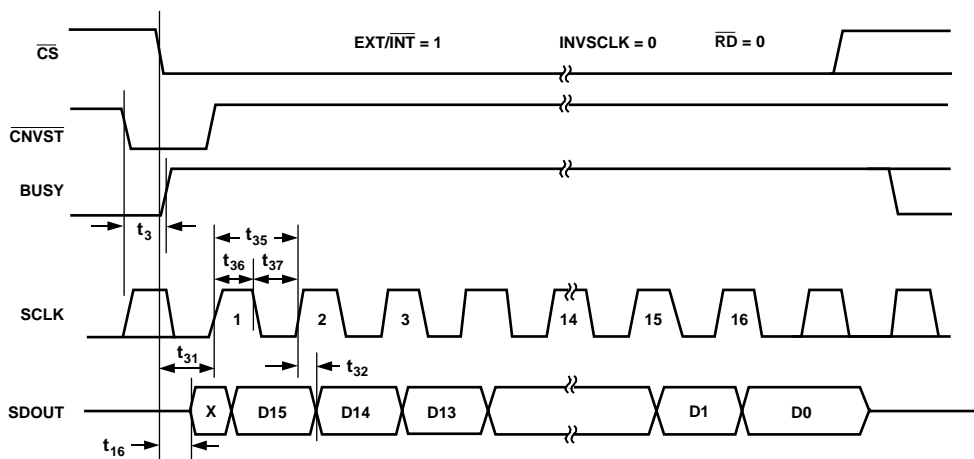 CS EXT/INT = 1 INVSCLK = 0 RD = 0
CNVST
BUSY
t3
t35
t36 t37
SCLK 1 2 3 14 15 16
t31
t32
SDOUT X D15 D14 D13 D1 D0
t16